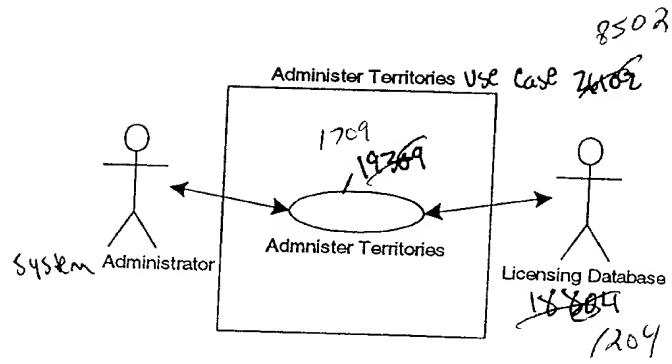 8502
Administer Territories Use Case
1709
Admnister Territories
System Administrator
Licensing Database
1204